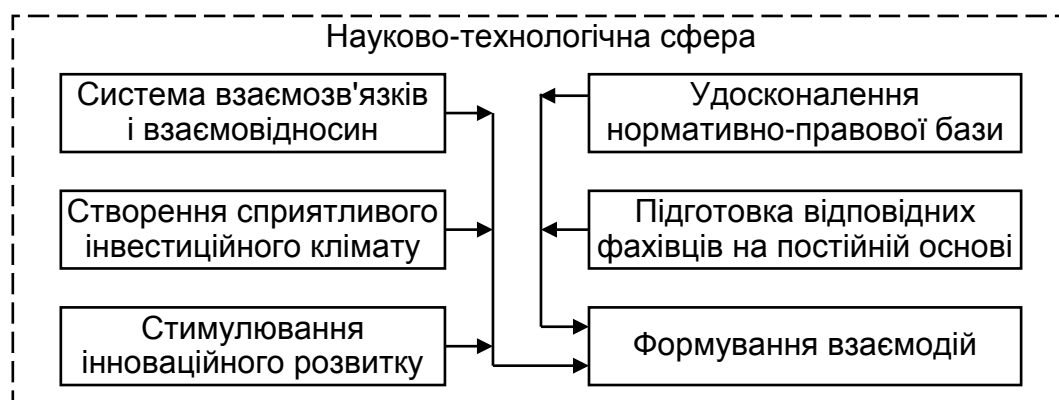 Науково-технологічна сфера
Система взаємозв'язків
і взаємовідносин
Удосконалення
нормативно-правової бази
Створення сприятливого
інвестиційного клімату
Підготовка відповідних
фахівців на постійній основі
Стимулювання
інноваційного розвитку
Формування взаємодій